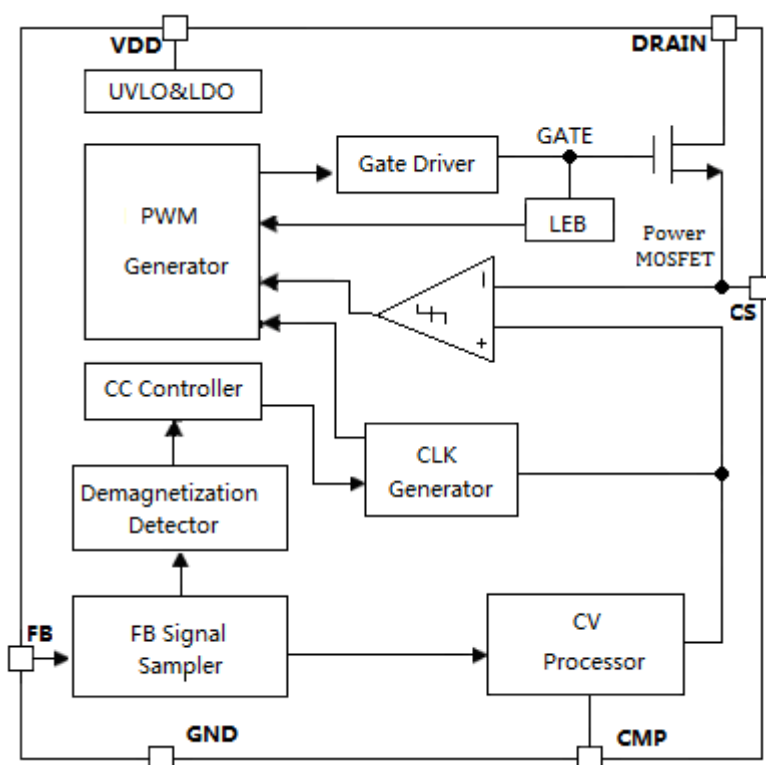 VDD
DRAIN
UVLO&LDO
GATE
Gate Driver
PWM
Generator
LEB
Power
MOSFET
CS
-
+
CC Controller
CLK
Generator
Demagnetization
Detector
FB
FB Signal
Sampler
CV
Processor
GND
CMP